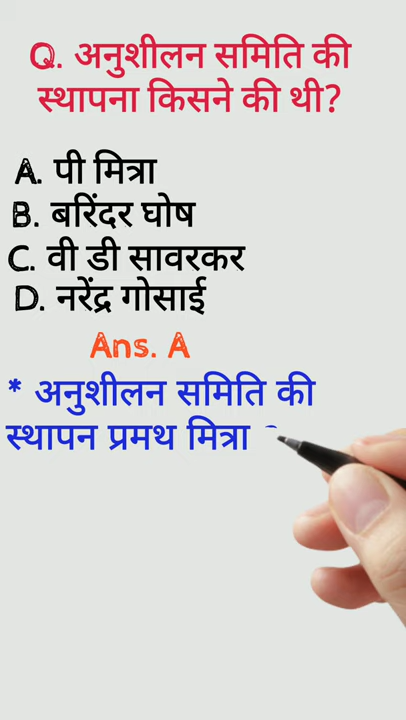 Q. अनुशीलन समिति की
स्थापना किसने की थी?
A. पी मित्रा
B. बरिंदर घोष
C. वी डी सावरकर
D. नरेंद्र गोसाई
Ans. A
* अनुशीलन समिति की
स्थापन प्रमथ मित्रा